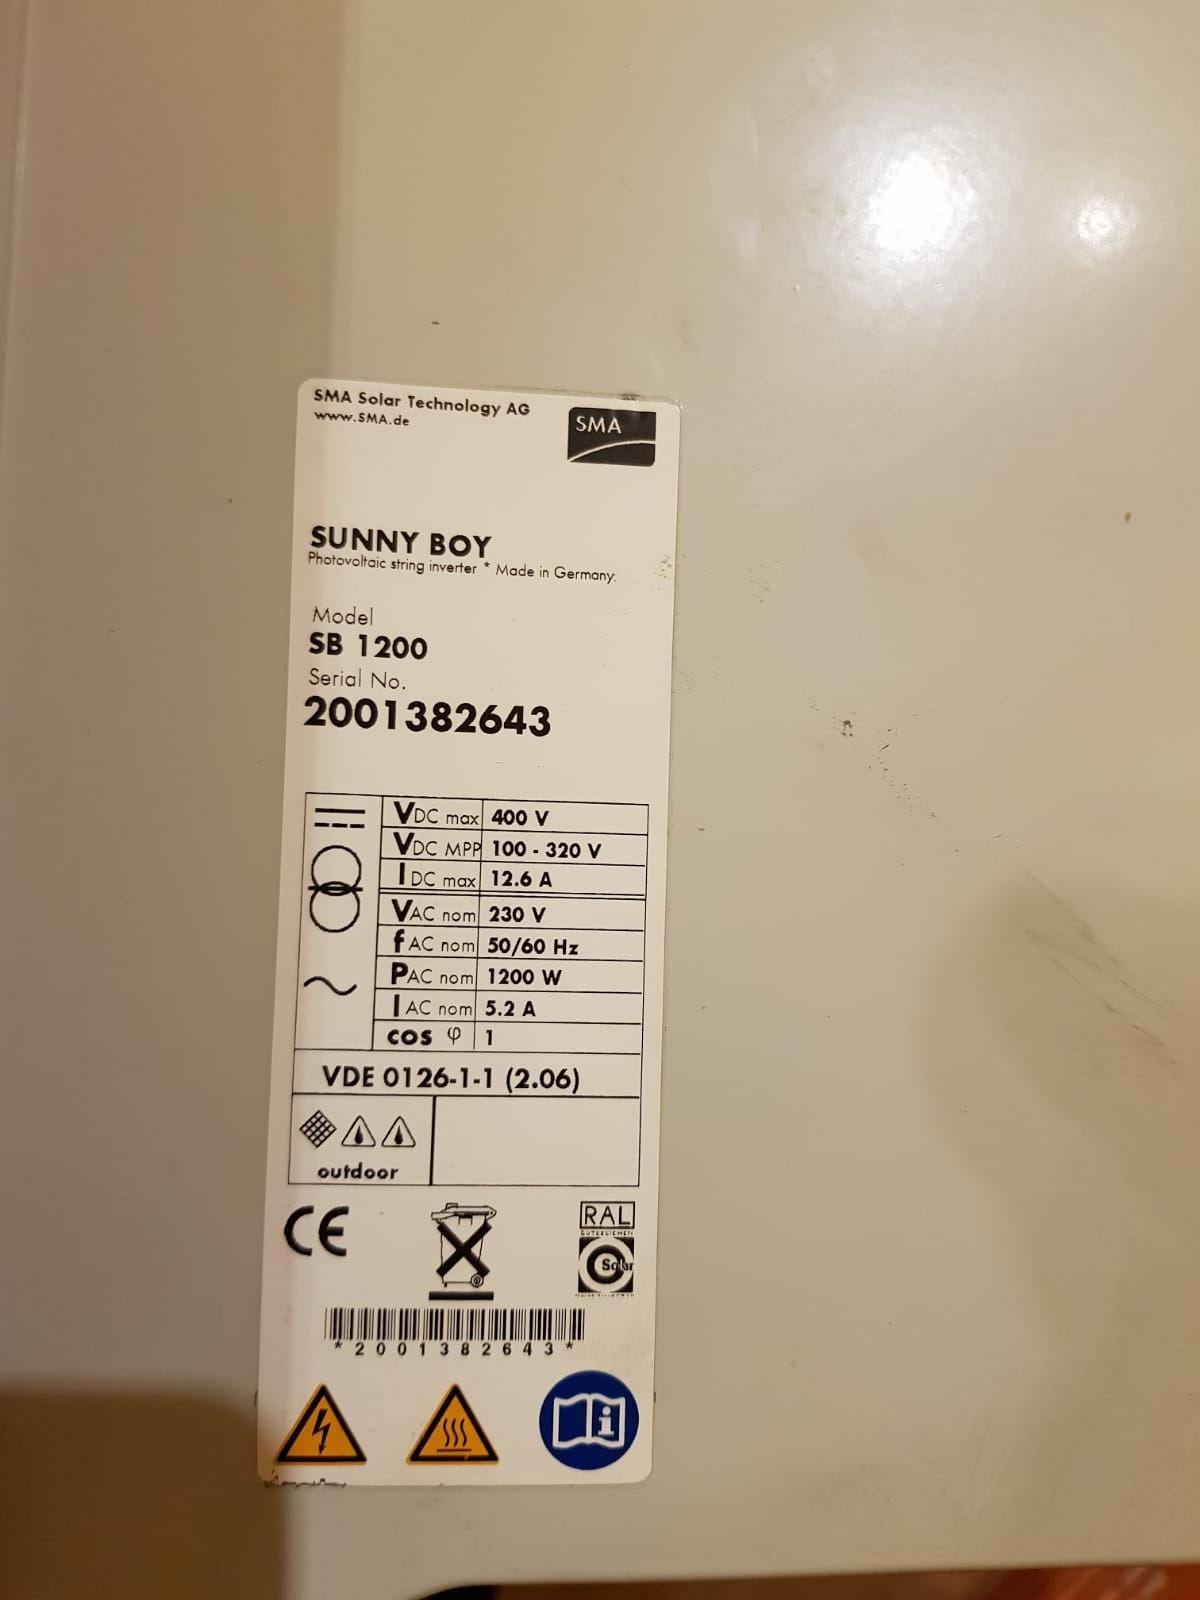 SMA Solar Technology AG
www.SMA.de
SMA
SUNNY BOY
Photovoltaic string inverter * Made in Germany.
Model
SB 1200
Serial No.
2001382643
VDC max 400 V
VDC MPP 100 - 320 V
IDC max 12.6 A
VAC nom 230 V
fAC nom 50/60 Hz
PAC nom 1200 W
IAC nom 5.2 A
cos φ 1
VDE 0126-1-1 (2.06)
outdoor
CE
RAL
GÜTEZEICHEN
Solar
*2001382643*